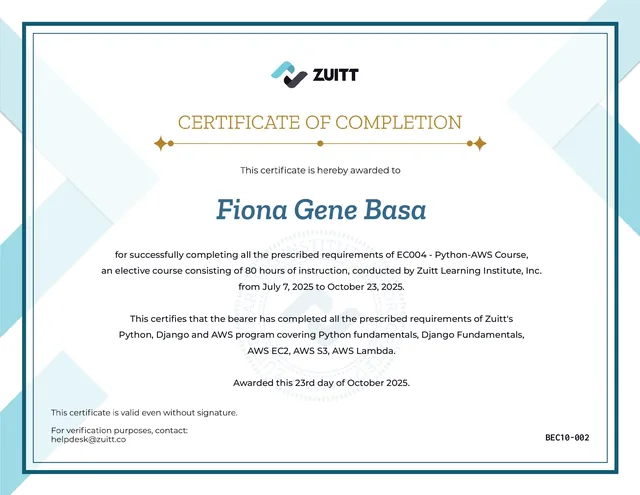 ZUITT
CERTIFICATE OF COMPLETION
This certificate is hereby awarded to
Fiona Gene Basa
for successfully completing all the prescribed requirements of EC004 - Python-AWS Course,
an elective course consisting of 80 hours of instruction, conducted by Zuitt Learning Institute, Inc.
from July 7, 2025 to October 23, 2025.
This certifies that the bearer has completed all the prescribed requirements of Zuitt's
Python, Django and AWS program covering Python fundamentals, Django Fundamentals,
AWS EC2, AWS S3, AWS Lambda.
Awarded this 23rd day of October 2025.
This certificate is valid even without signature.
For verification purposes, contact:
helpdesk@zuitt.co
BEC10-002